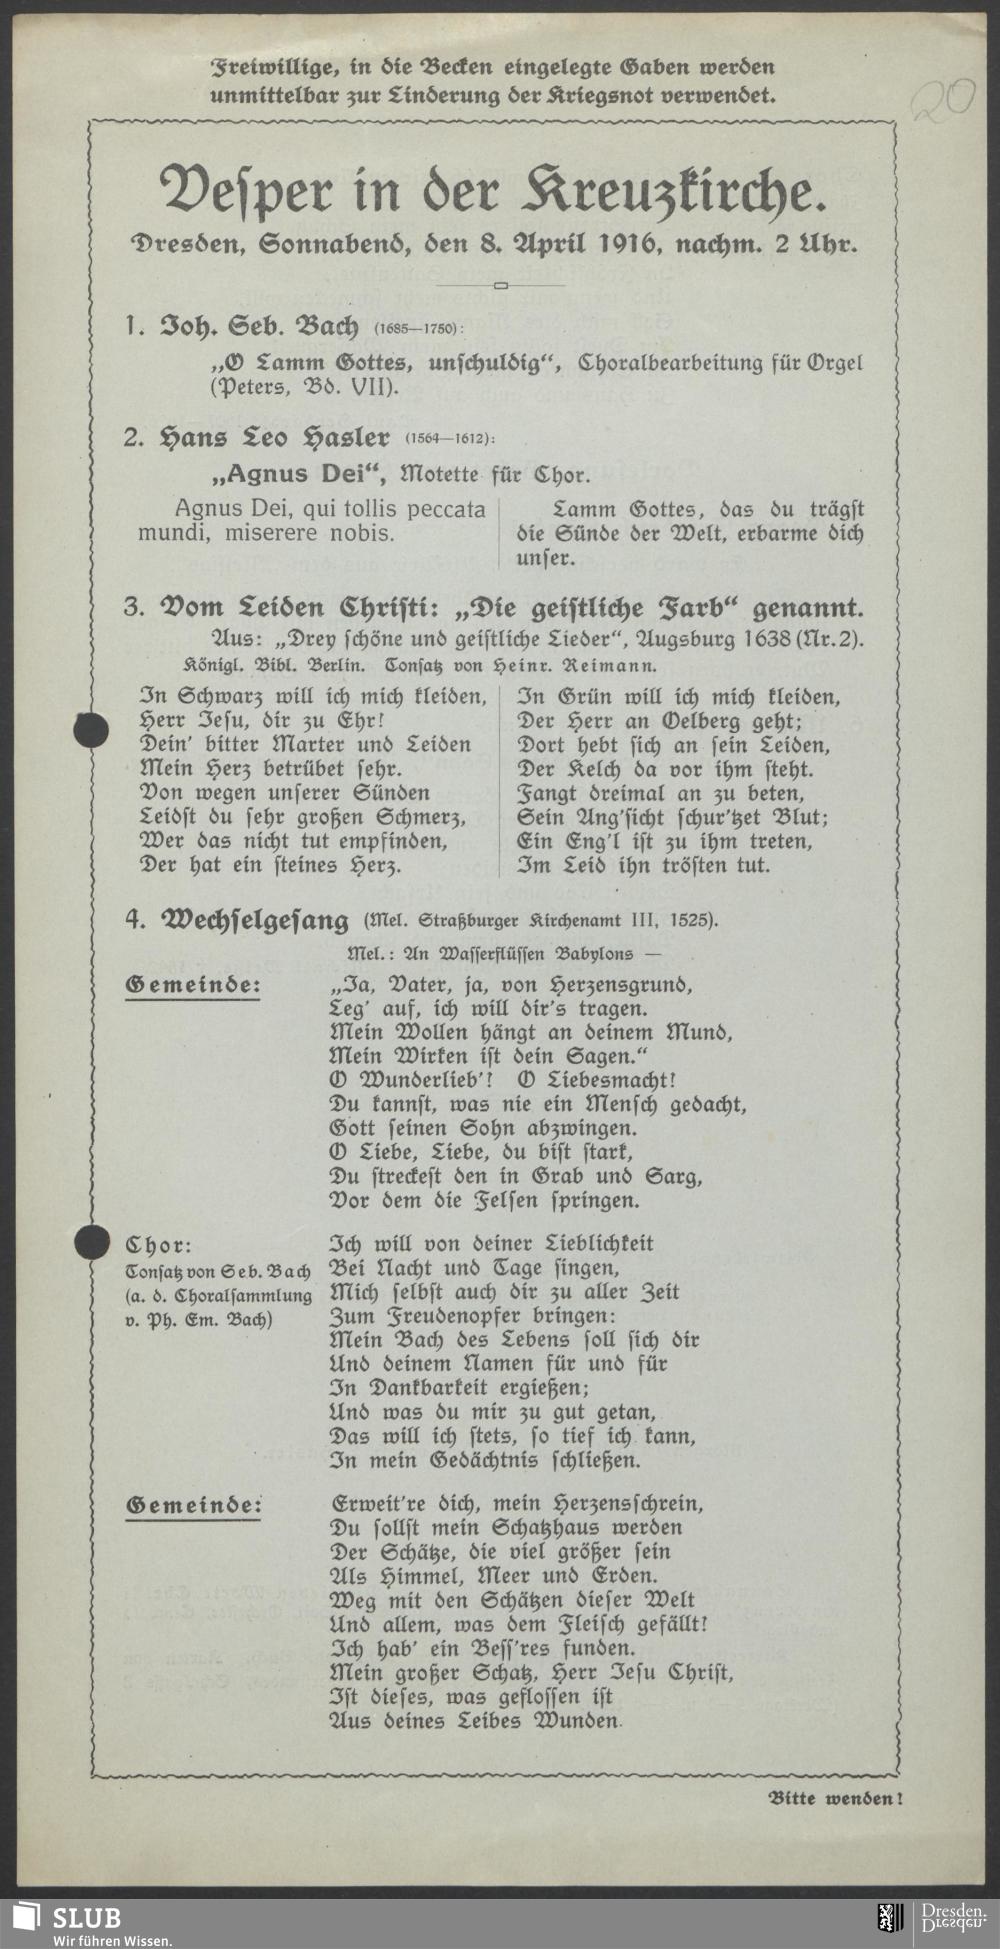 Freiwillige, in die Becken eingelegte Gaben werden
unmittelbar zur Linderung der Kriegsnot verwendet.
20
Vesper in der Kreuzkirche.
Dresden, Sonnabend, den 8. April 1916, nachm. 2 Uhr.
1. Joh. Seb. Bach (1685—1750):
„O Lamm Gottes, unschuldig“, Choralbearbeitung für Orgel
(Peters, Bd. VII).
2. Hans Leo Hasler (1564—1612):
„Agnus Dei“, Motette für Chor.
Agnus Dei, qui tollis peccata
mundi, miserere nobis.
Lamm Gottes, das du trägst
die Sünde der Welt, erbarme dich
unser.
3. Vom Leiden Christi: „Die geistliche Farb“ genannt.
Aus: „Drey schöne und geistliche Lieder“, Augsburg 1638 (Nr. 2).
Königl. Bibl. Berlin. Tonsatz von Heinr. Reimann.
In Schwarz will ich mich kleiden,
Herr Jesu, dir zu Ehr!
Dein' bitter Marter und Leiden
Mein Herz betrübet sehr.
Von wegen unserer Sünden
Leidst du sehr großen Schmerz,
Wer das nicht tut empfinden,
Der hat ein steines Herz.
In Grün will ich mich kleiden,
Der Herr an Oelberg geht;
Dort hebt sich an sein Leiden,
Der Kelch da vor ihm steht.
Fangt dreimal an zu beten,
Sein Ang'sicht schur'tzet Blut;
Ein Eng'l ist zu ihm treten,
Im Leid ihn trösten tut.
4. Wechselgesang (Mel. Straßburger Kirchenamt III, 1525).
Mel.: An Wasserflüssen Babylons —
Gemeinde:
„Ja, Vater, ja, von Herzensgrund,
Leg' auf, ich will dir's tragen.
Mein Wollen hängt an deinem Mund,
Mein Wirken ist dein Sagen.“
O Wunderlieb'! O Liebesmacht!
Du kannst, was nie ein Mensch gedacht,
Gott seinen Sohn abzwingen.
O Liebe, Liebe, du bist stark,
Du streckest den in Grab und Sarg,
Vor dem die Felsen springen.
Chor:
Tonsatz von Seb. Bach
(a. d. Choralsammlung
v. Ph. Em. Bach)
Ich will von deiner Lieblichkeit
Bei Nacht und Tage singen,
Mich selbst auch dir zu aller Zeit
Zum Freudenopfer bringen:
Mein Bach des Lebens soll sich dir
Und deinem Namen für und für
In Dankbarkeit ergießen;
Und was du mir zu gut getan,
Das will ich stets, so tief ich kann,
In mein Gedächtnis schließen.
Gemeinde:
Erweit're dich, mein Herzensschrein,
Du sollst mein Schatzhaus werden
Der Schätze, die viel größer sein
Als Himmel, Meer und Erden.
Weg mit den Schätzen dieser Welt
Und allem, was dem Fleisch gefällt!
Ich hab' ein Bess'res funden.
Mein großer Schatz, Herr Jesu Christ,
Ist dieses, was geflossen ist
Aus deines Leibes Wunden.
Bitte wenden!
SLUB
Wir führen Wissen.
Dresden.